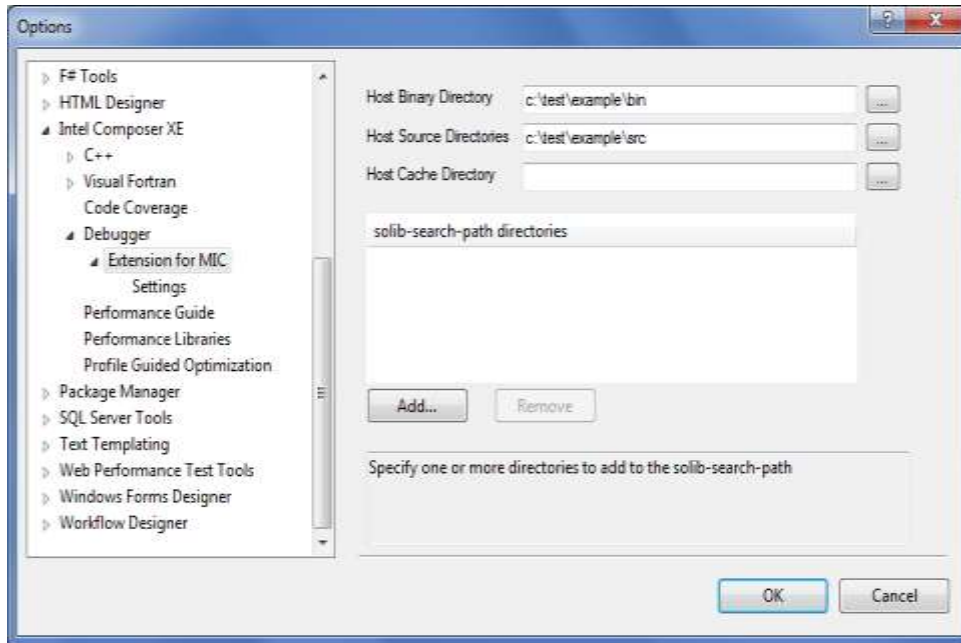 Options
F# Tools
HTML Designer
Intel Composer XE
C++
Visual Fortran
Code Coverage
Debugger
Extension for MIC
Settings
Performance Guide
Performance Libraries
Profile Guided Optimization
Package Manager
SQL Server Tools
Text Templating
Web Performance Test Tools
Windows Forms Designer
Workflow Designer
Host Binary Directory c:\test\example\bin ...
Host Source Directories c:\test\example\src ...
Host Cache Directory ...
solib-search-path directories
Add... Remove
Specify one or more directories to add to the solib-search-path
OK Cancel